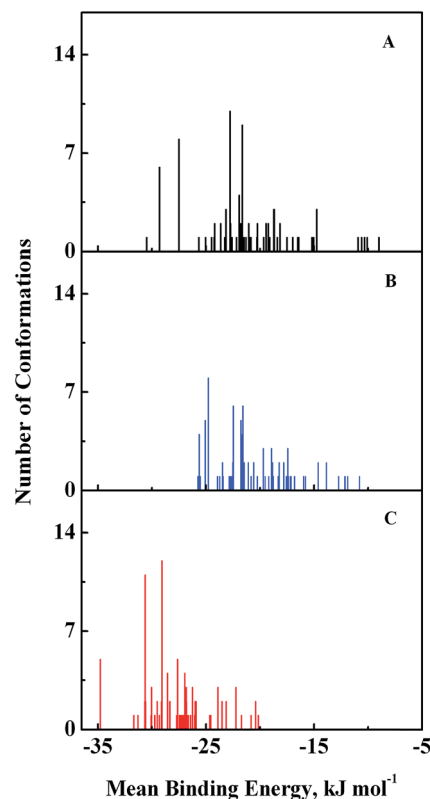 14
A
7
0
14
B
7
0
14
C
7
0
-35 -25 -15 -5
Number of Conformations
Mean Binding Energy, kJ mol⁻¹